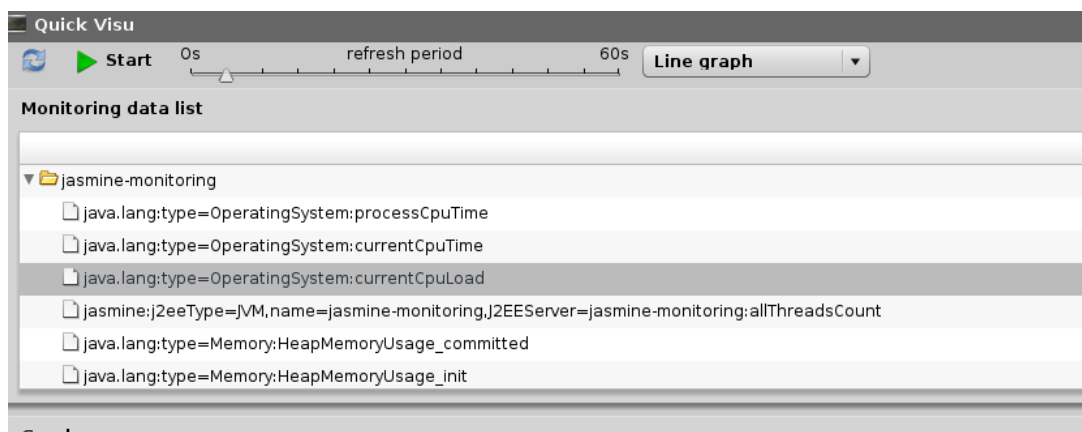 Quick Visu
Start 0s refresh period 60s Line graph
Monitoring data list
jasmine-monitoring
java.lang:type=OperatingSystem:processCpuTime
java.lang:type=OperatingSystem:currentCpuTime
java.lang:type=OperatingSystem:currentCpuLoad
jasmine:j2eeType=JVM,name=jasmine-monitoring,J2EEServer=jasmine-monitoring:allThreadsCount
java.lang:type=Memory:HeapMemoryUsage_committed
java.lang:type=Memory:HeapMemoryUsage_init